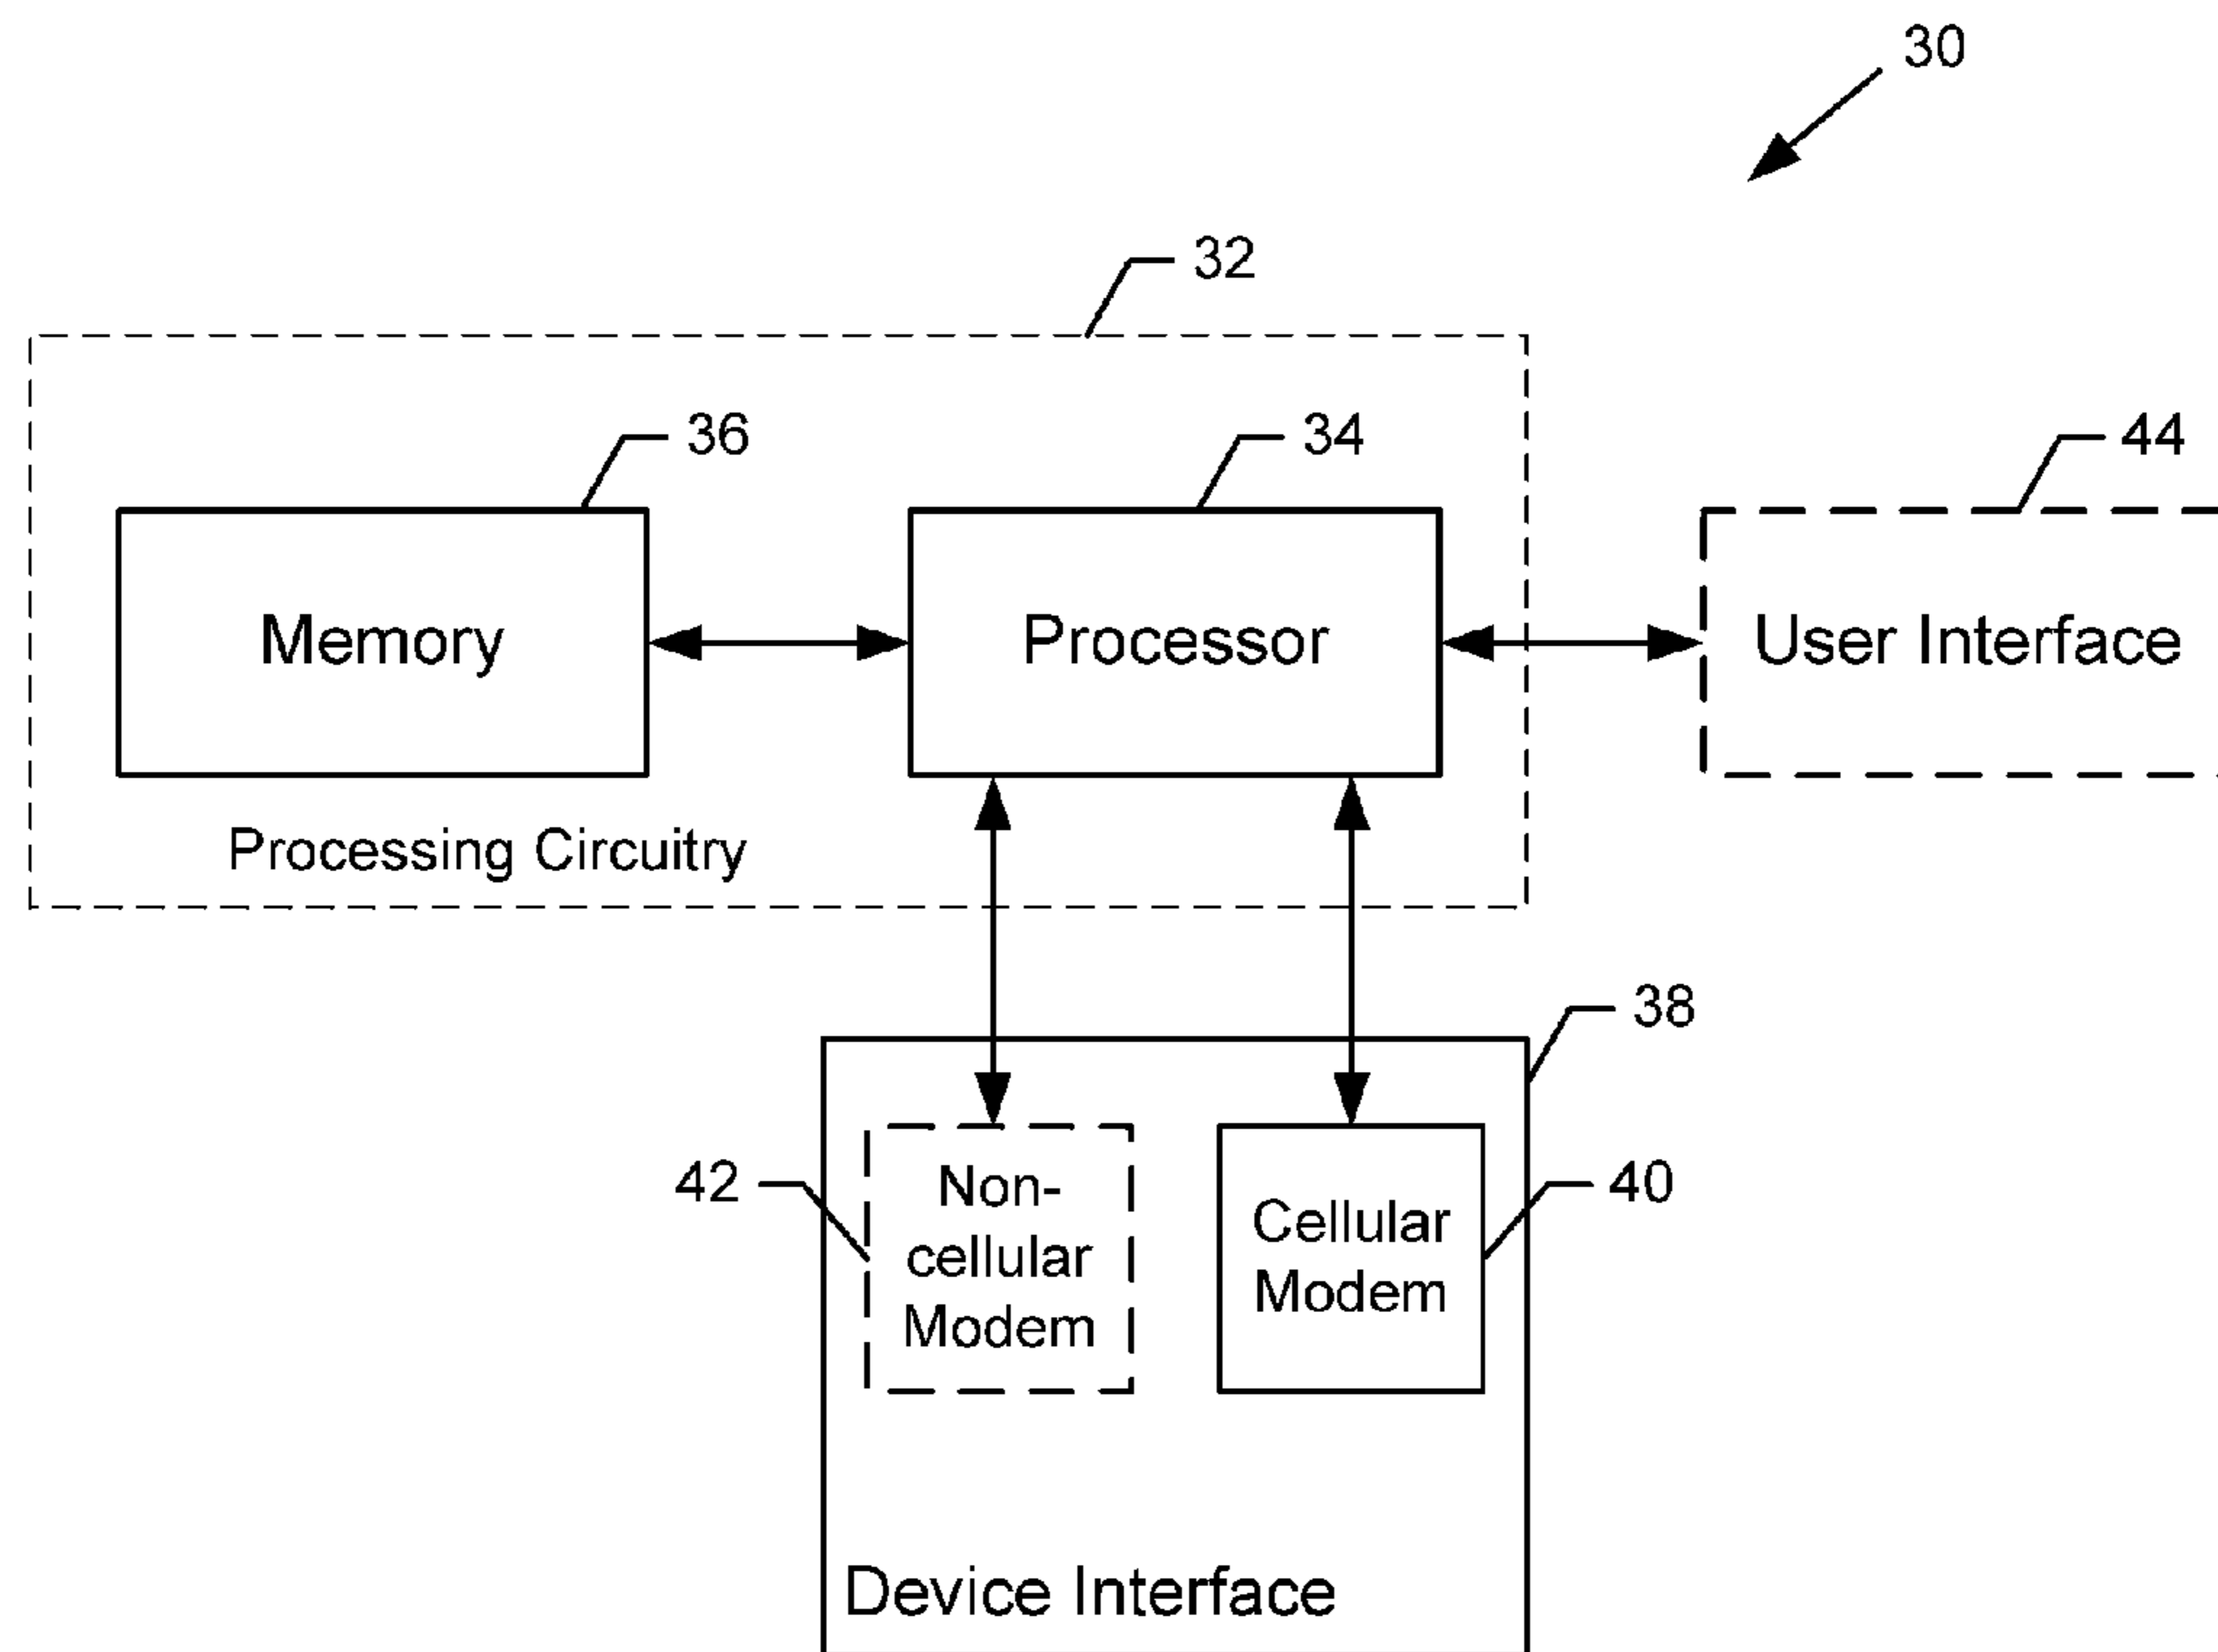 30
32
36
34
44
Memory
Processor
User Interface
Processing Circuitry
38
42
Non-
cellular
Modem
Cellular
Modem
40
Device Interface